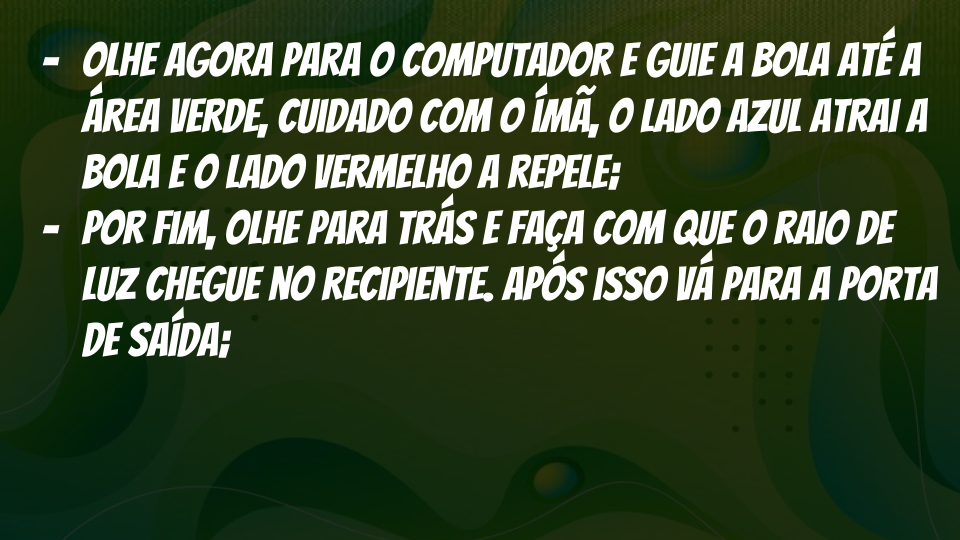 - OLHE AGORA PARA O COMPUTADOR E GUIE A BOLA ATÉ A
ÁREA VERDE, CUIDADO COM O ÍMÃ, O LADO AZUL ATRAI A
BOLA E O LADO VERMELHO A REPELE;
- POR FIM, OLHE PARA TRÁS E FAÇA COM QUE O RAIO DE
LUZ CHEGUE NO RECIPIENTE. APÓS ISSO VÁ PARA A PORTA
DE SAÍDA;